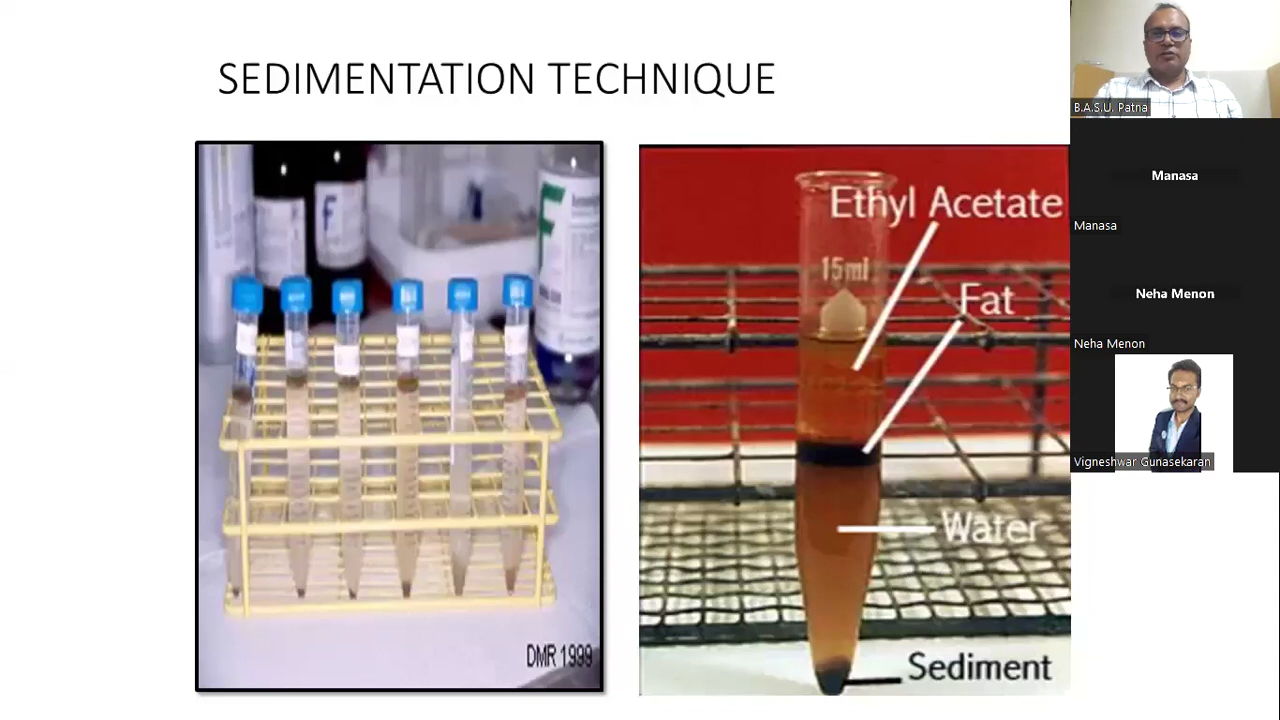 SEDIMENTATION TECHNIQUE
F
F
DMR 1999
Ethyl Acetate
15ml
Fat
Water
Sediment
B.A.S.U. Patna
Manasa
Manasa
Neha Menon
Neha Menon
Vigneshwar Gunasekaran